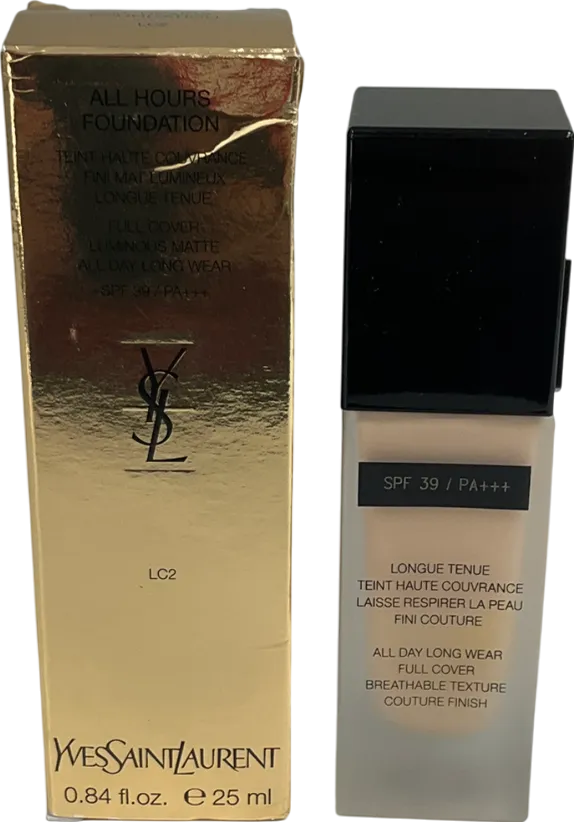 LC2
ALL HOURS
FOUNDATION
TEINT HAUTE COUVRANCE
FINI MAT LUMINEUX
LONGUE TENUE
FULL COVER
LUMINOUS MATTE
ALL DAY LONG WEAR
SPF 39 / PA+++
YSL
LC2
YVESSAINTLAURENT
0.84 fl.oz. ℮ 25 ml
SPF 39 / PA+++
LONGUE TENUE
TEINT HAUTE COUVRANCE
LAISSE RESPIRER LA PEAU
FINI COUTURE
ALL DAY LONG WEAR
FULL COVER
BREATHABLE TEXTURE
COUTURE FINISH